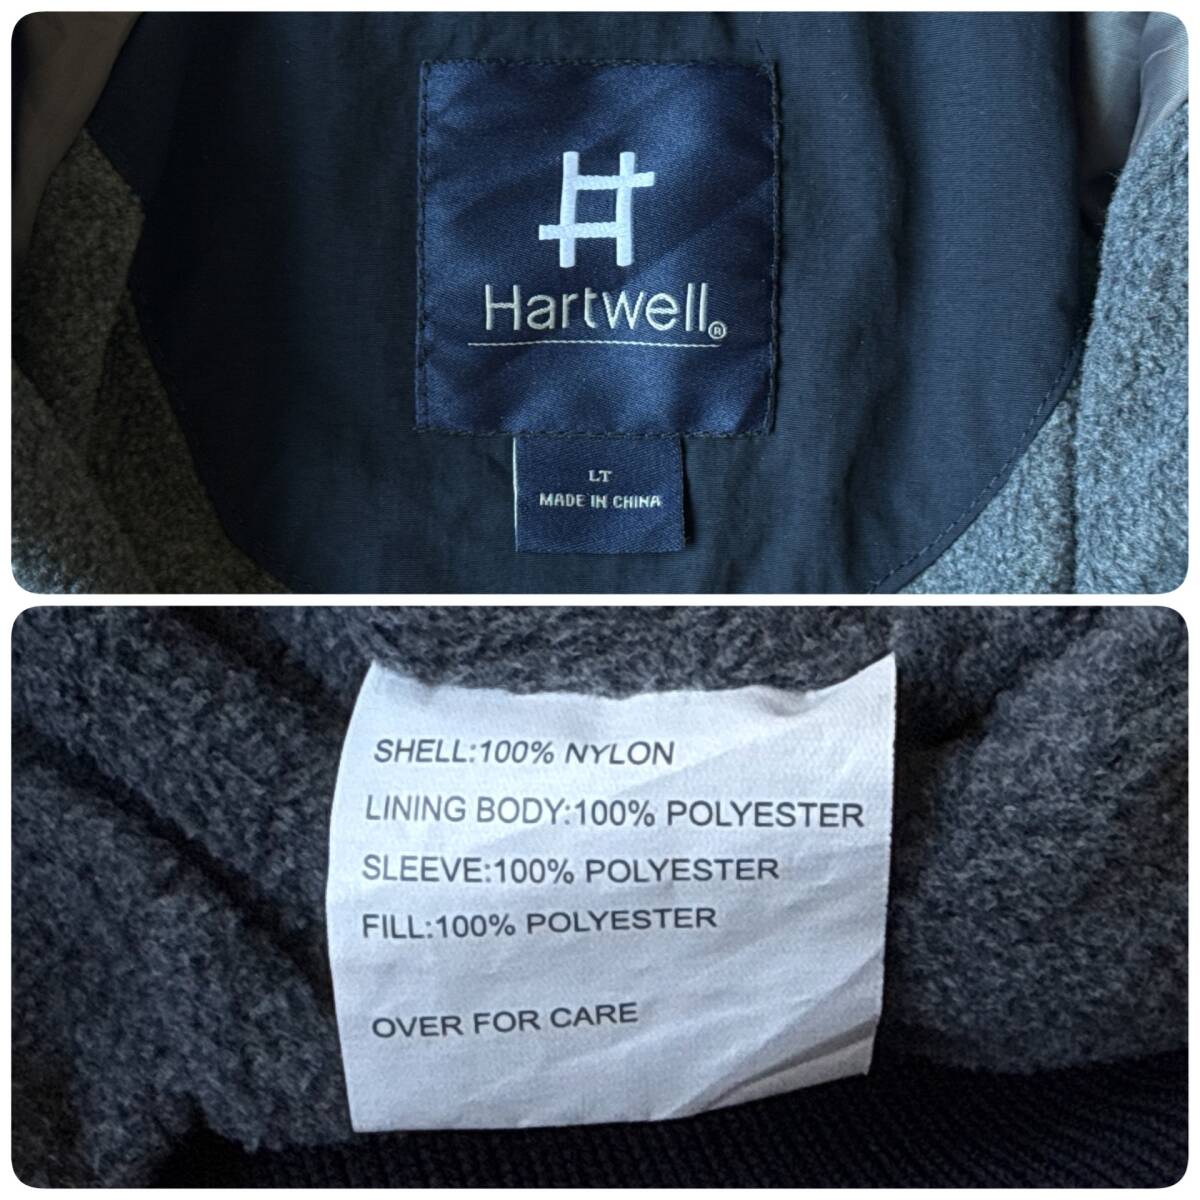 Hartwell®
LT
MADE IN CHINA
SHELL:100% NYLON
LINING BODY:100% POLYESTER
SLEEVE:100% POLYESTER
FILL:100% POLYESTER
OVER FOR CARE